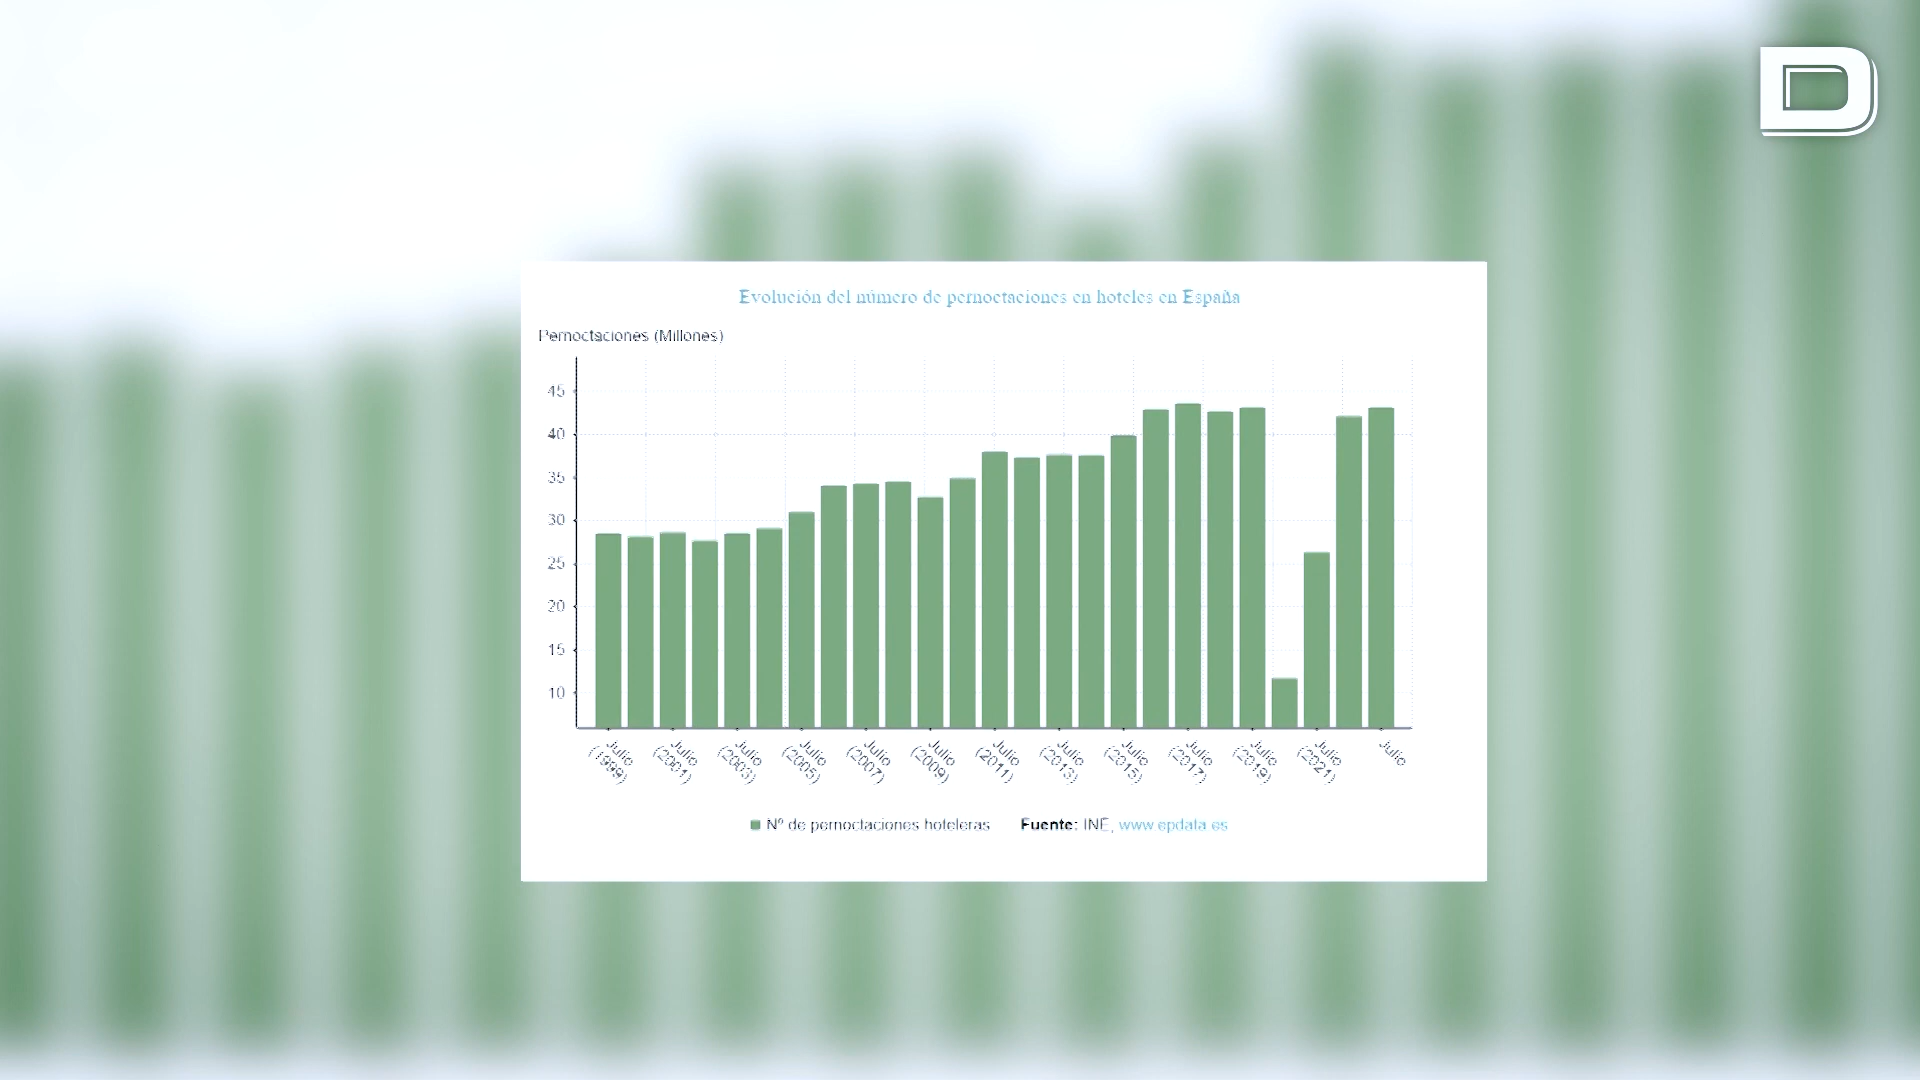 D
Evolución del número de pernoctaciones en hoteles en España
Pernoctaciones (Millones)
45
40
35
30
25
20
15
10
Julio (1999)
Julio (2001)
Julio (2003)
Julio (2005)
Julio (2007)
Julio (2009)
Julio (2011)
Julio (2013)
Julio (2015)
Julio (2017)
Julio (2019)
Julio (2021)
Julio
Nº de pernoctaciones hoteleras Fuente: INE, www.epdata.es